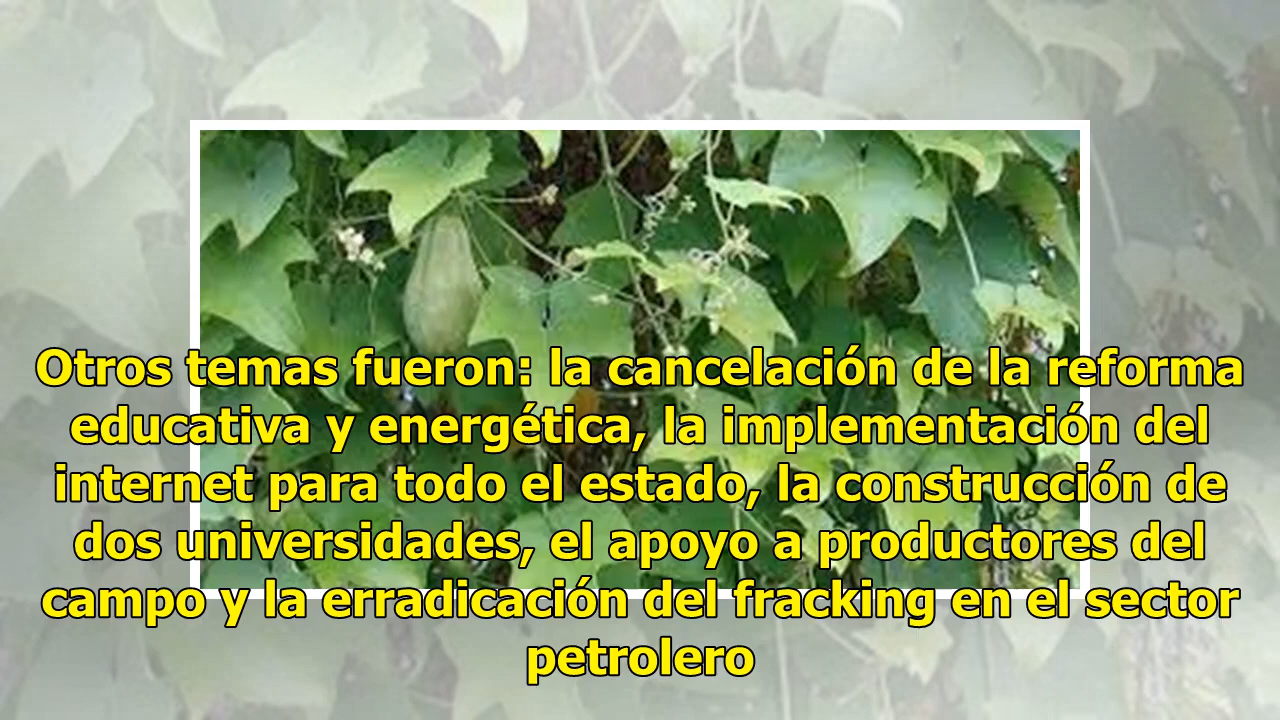 Otros temas fueron: la cancelación de la reforma
educativa y energética, la implementación del
internet para todo el estado, la construcción de
dos universidades, el apoyo a productores del
campo y la erradicación del fracking en el sector
petrolero